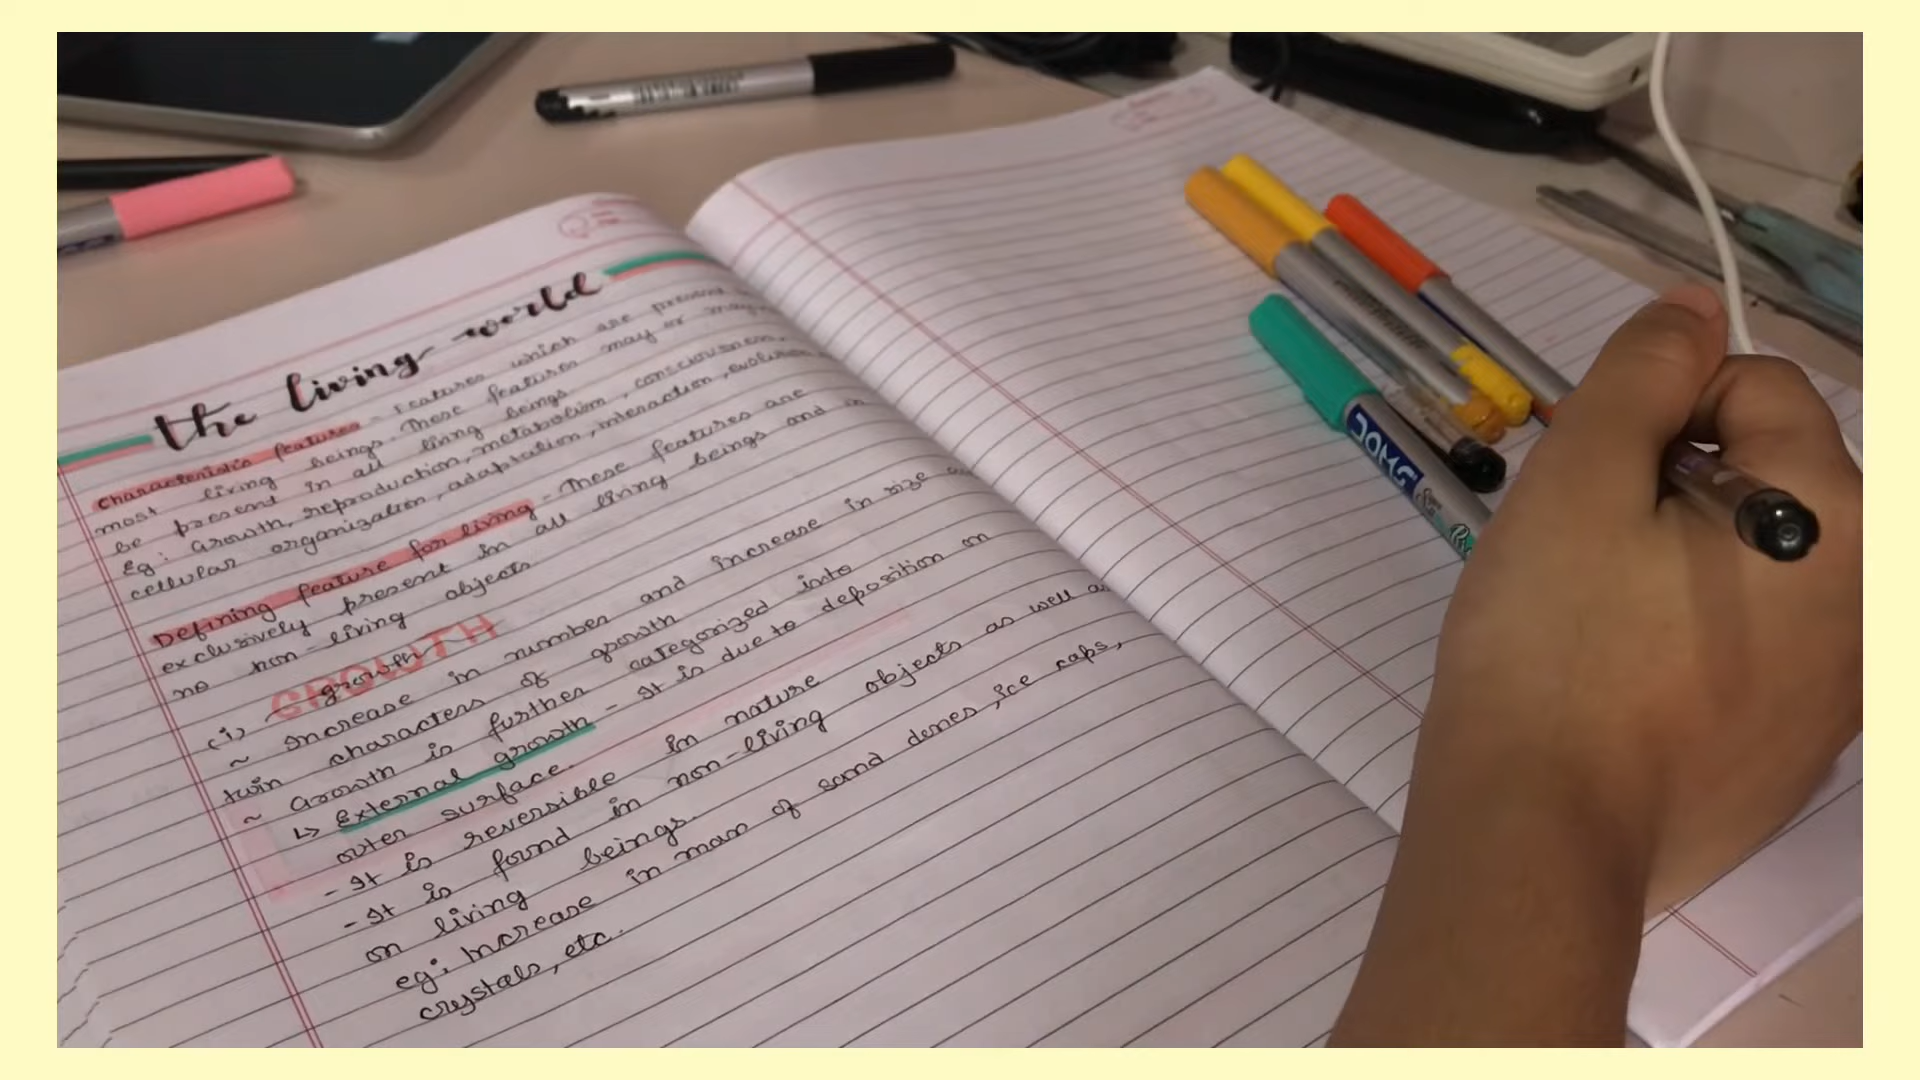 the living world
Characteristic features - Features which are present
most living beings. These features may or may
be present in all living beings.
Eg: Growth, reproduction, metabolism, consciousness,
cellular organization, adaptation, interaction, evolution
Defining feature for living - These features are
exclusively present in all living beings and in
no non-living objects
GROWTH
(i) growth
~ Increase in number and increase in size
twin characters of growth
~ Growth is further categorized into
↳ External growth - It is due to deposition on
outer surface.
- It is reversible in nature
- It is found in non-living objects as well as
on living beings.
eg: Increase in mass of sand denes, ice caps,
crystals, etc.
DOMS